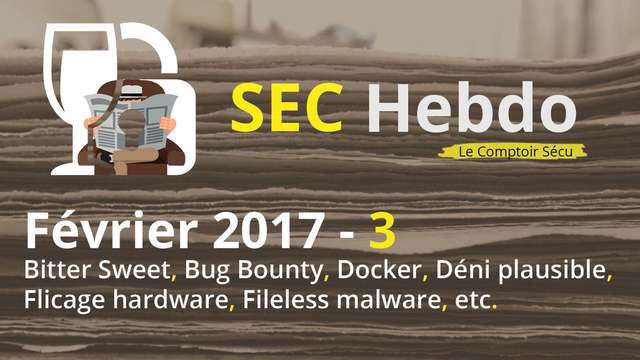 SEC Hebdo
Le Comptoir Sécu
Février 2017 - 3
Bitter Sweet, Bug Bounty, Docker, Déni plausible,
Flicage hardware, Fileless malware, etc.